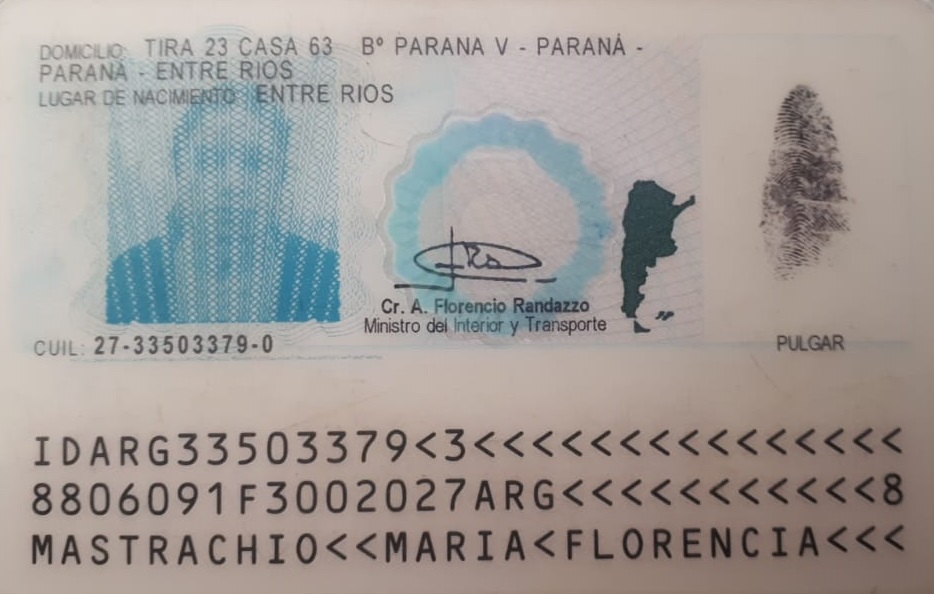 DOMICILIO: TIRA 23 CASA 63 Bº PARANA V - PARANÁ -
PARANÁ - ENTRE RIOS
LUGAR DE NACIMIENTO: ENTRE RIOS
Cr. A. Florencio Randazzo
Ministro del Interior y Transporte
CUIL: 27-33503379-0
PULGAR
IDARG33503379<3<<<<<<<<<<<<<<<
8806091F3002027ARG<<<<<<<<<<<8
MASTRACHIO<<MARIA<FLORENCIA<<<